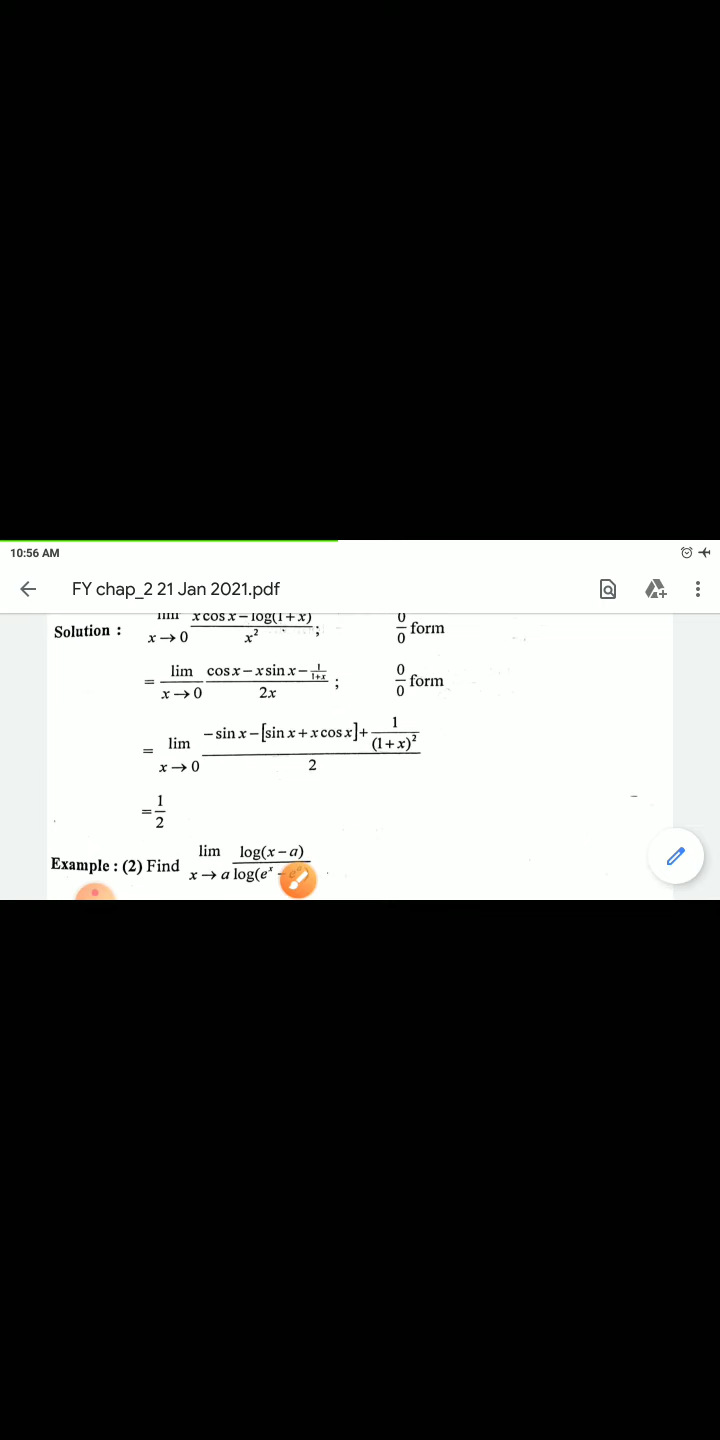 10:56 AM
FY chap_2 21 Jan 2021.pdf
Solution : lim x→0 (x cos x − log(1 + x))/x² ; 0/0 form
= lim x→0 (cos x − x sin x − 1/(1+x))/2x ; 0/0 form
= lim x→0 (− sin x − [sin x + x cos x] + 1/(1 + x)²)/2
= 1/2
Example : (2) Find lim x→a log(x − a)/log(eˣ −